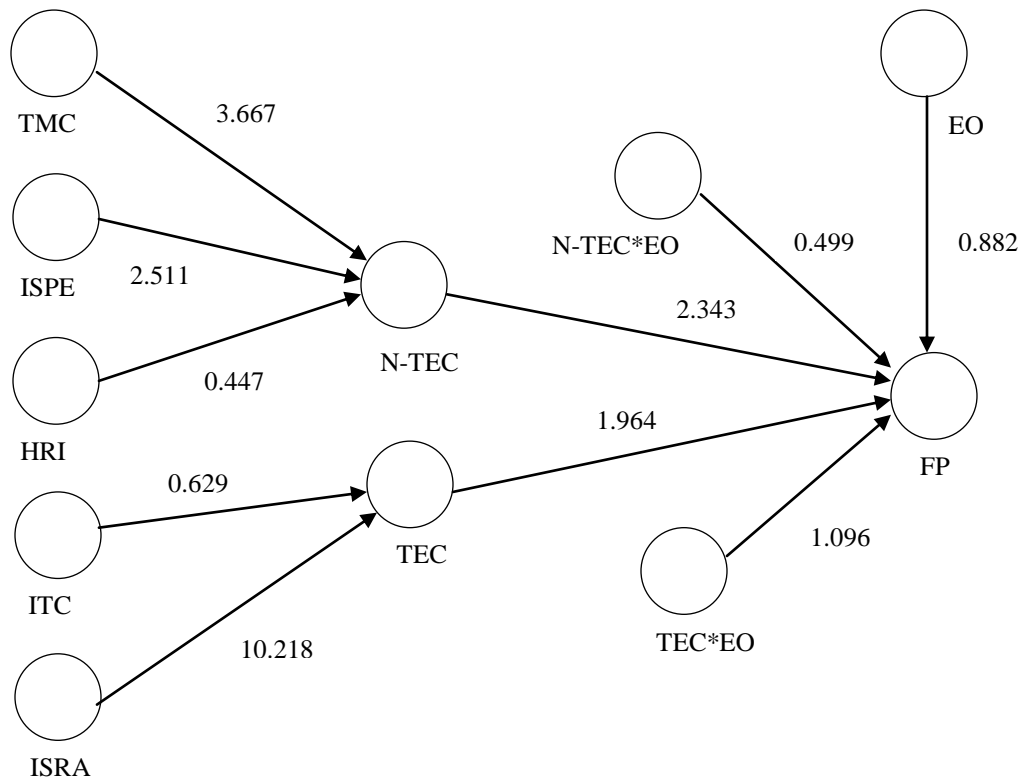 TMC
3.667
EO
ISPE
2.511
N-TEC*EO
0.499
0.882
2.343
N-TEC
HRI
0.447
1.964
FP
0.629
TEC
ITC
1.096
10.218
TEC*EO
ISRA